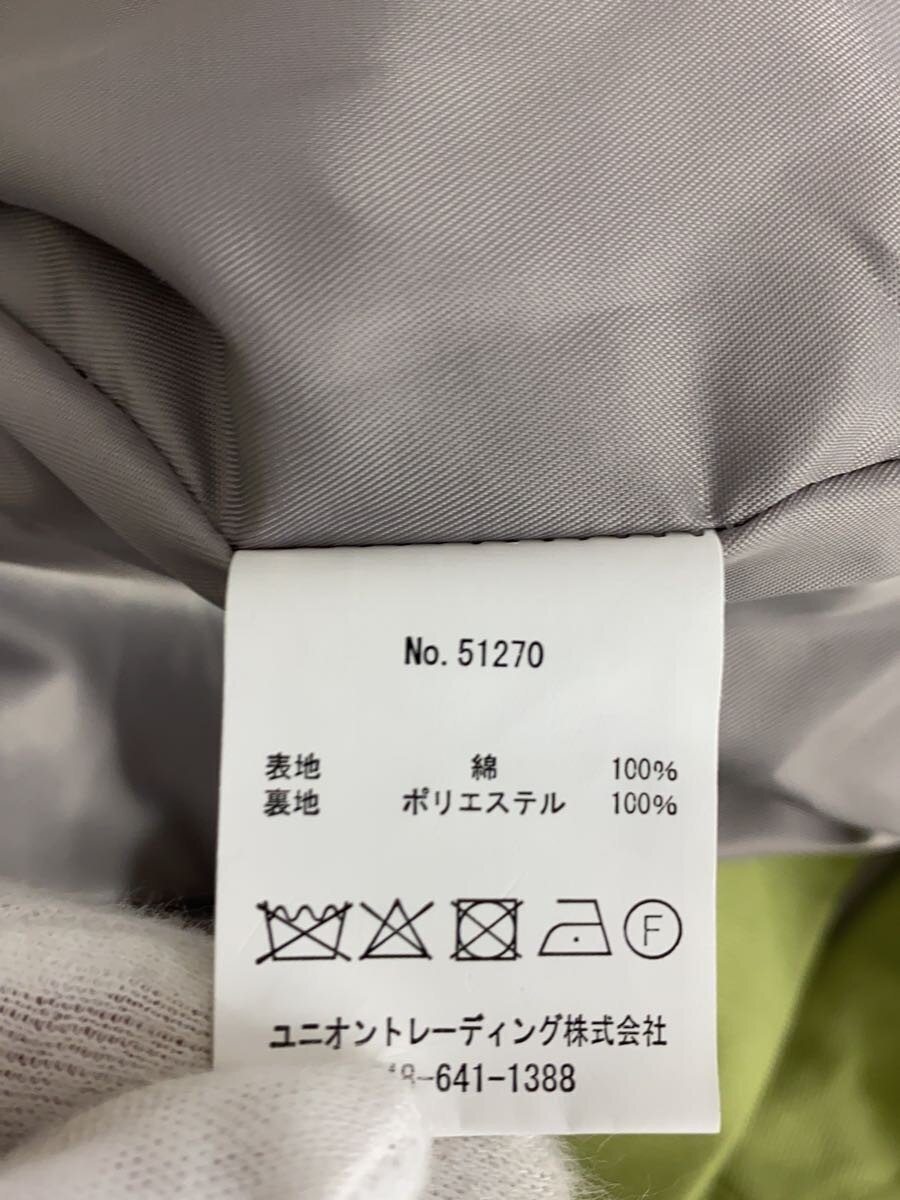 No. 51270
表地 綿 100%
裏地 ポリエステル 100%
F
ユニオントレーディング株式会社
48-641-1388